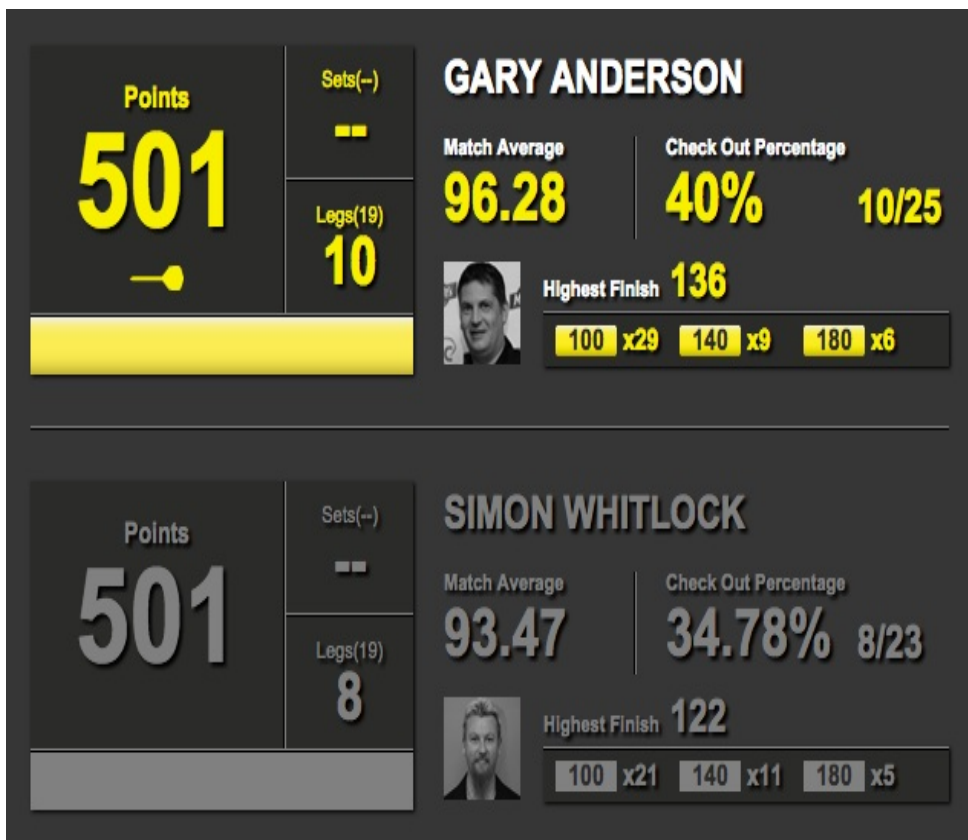 Points
501
Sets(--)
--
Legs(19)
10
GARY ANDERSON
Match Average
96.28
Check Out Percentage
40% 10/25
Highest Finish 136
100 x29 140 x9 180 x6
Points
501
Sets(--)
--
Legs(19)
8
SIMON WHITLOCK
Match Average
93.47
Check Out Percentage
34.78% 8/23
Highest Finish 122
100 x21 140 x11 180 x5